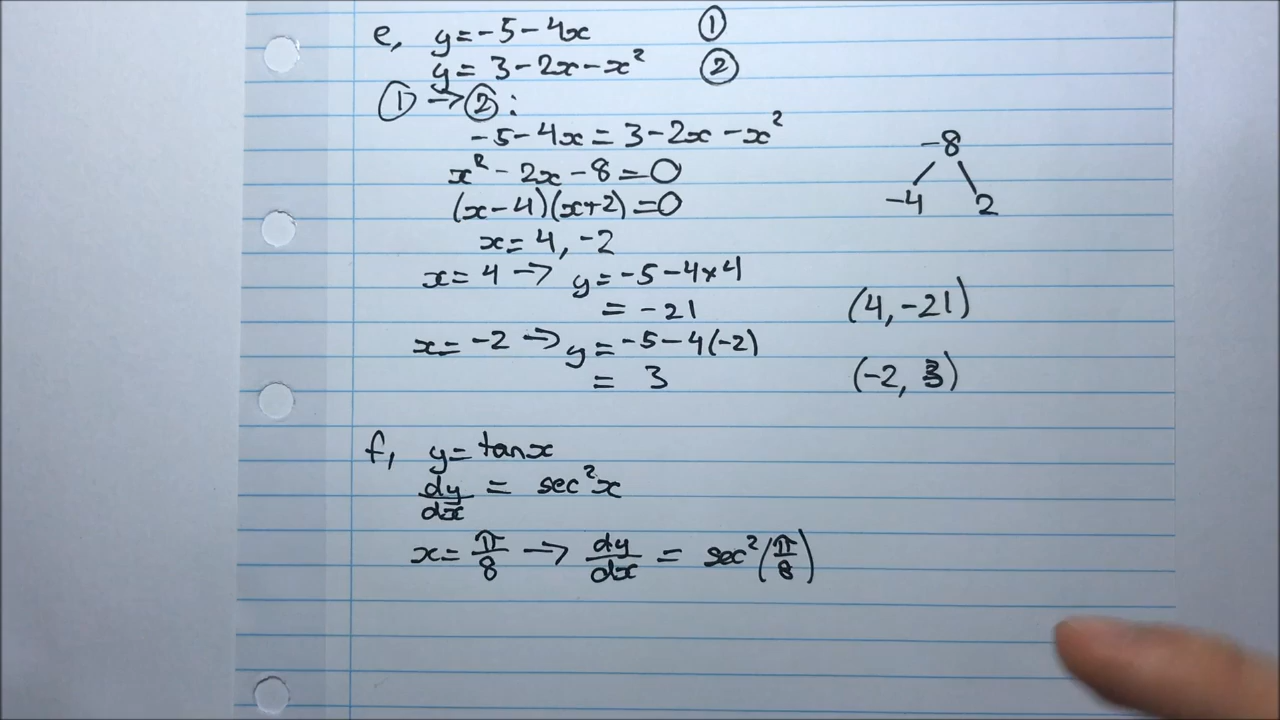 e, y = -5 - 4x ①
y = 3 - 2x - x² ②
① → ② :
-5 - 4x = 3 - 2x - x²
x² - 2x - 8 = 0
(x - 4)(x + 2) = 0
x = 4, -2
x = 4 → y = -5 - 4 × 4
= -21
x = -2 → y = -5 - 4(-2)
= 3
-8
-4 2
(4, -21)
(-2, 3)
f, y = tan x
dy/dx = sec² x
x = π/8 → dy/dx = sec² (π/8)